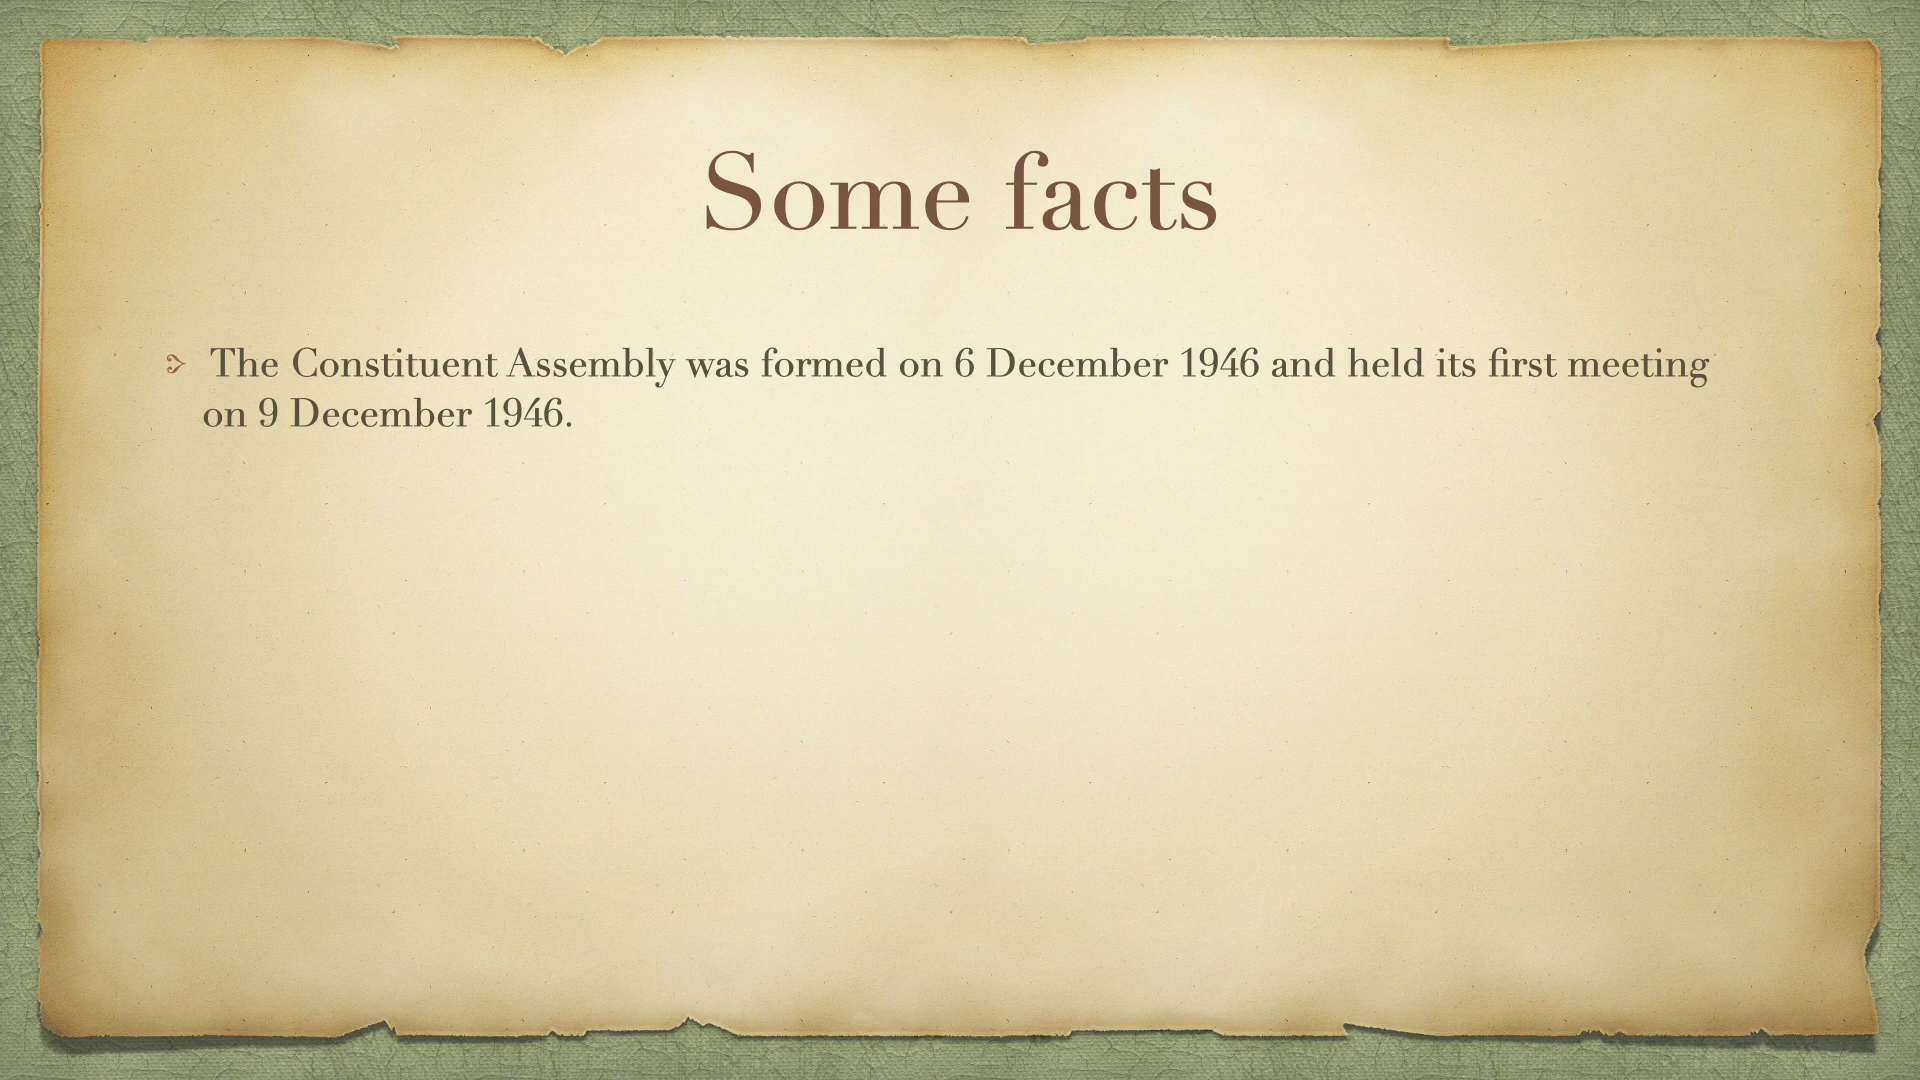 Some facts
The Constituent Assembly was formed on 6 December 1946 and held its first meeting
on 9 December 1946.